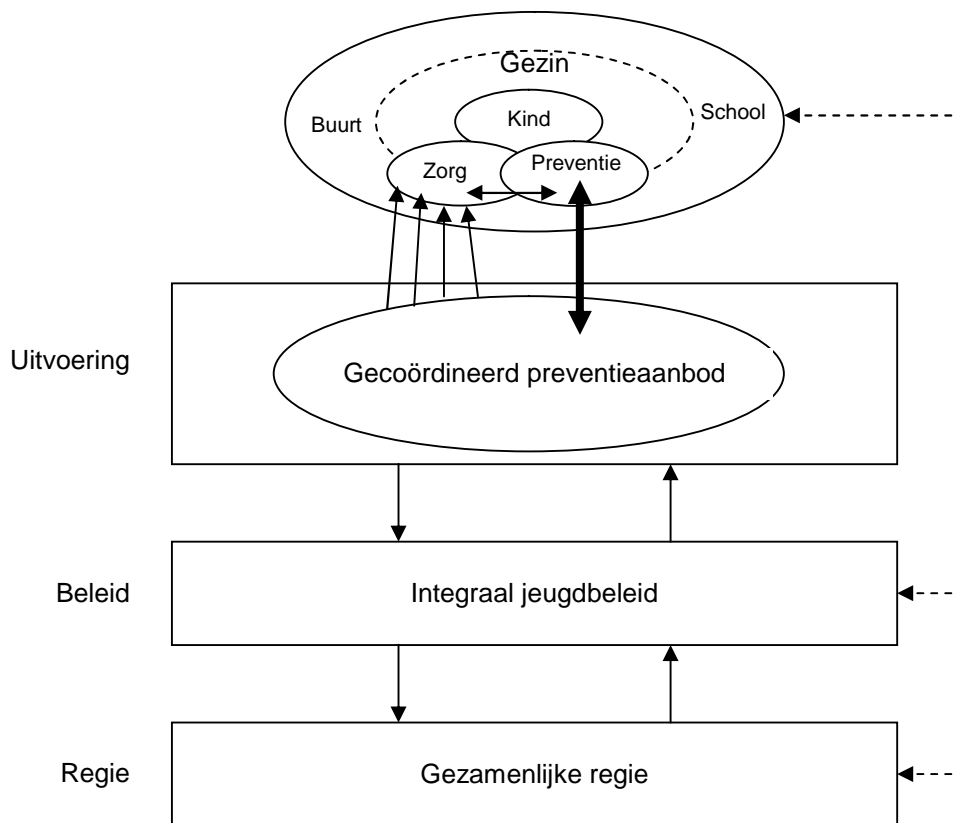 Gezin
Buurt
School
Kind
Zorg
Preventie
Uitvoering
Gecoördineerd preventieaanbod
Beleid
Integraal jeugdbeleid
Regie
Gezamenlijke regie